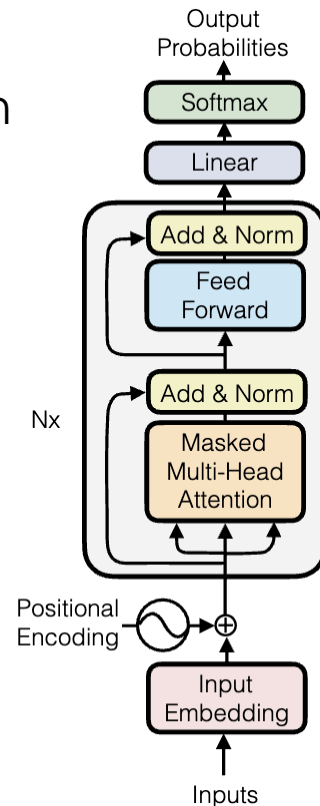 Output
Probabilities
n
Softmax
Linear
Add & Norm
Feed
Forward
Add & Norm
Nx
Masked
Multi-Head
Attention
Positional
Encoding
Input
Embedding
Inputs